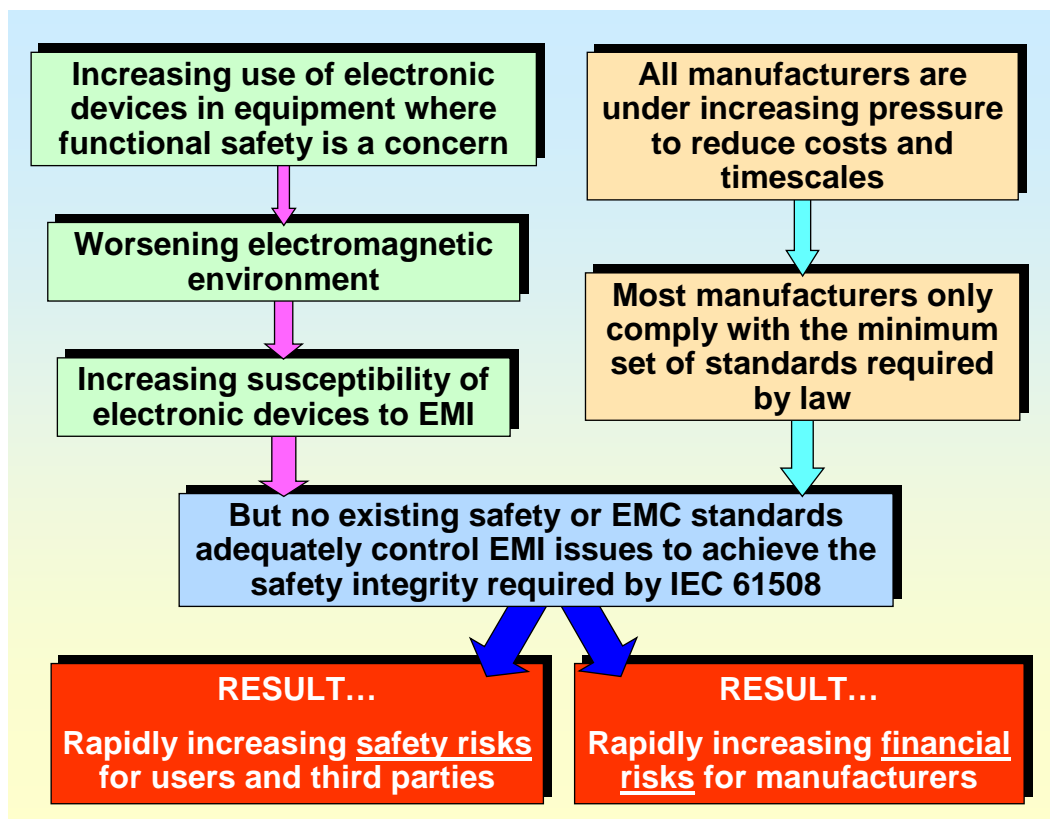 Increasing use of electronic
devices in equipment where
functional safety is a concern
Worsening electromagnetic
environment
Increasing susceptibility of
electronic devices to EMI
All manufacturers are
under increasing pressure
to reduce costs and
timescales
Most manufacturers only
comply with the minimum
set of standards required
by law
But no existing safety or EMC standards
adequately control EMI issues to achieve the
safety integrity required by IEC 61508
RESULT…
Rapidly increasing safety risks
for users and third parties
RESULT…
Rapidly increasing financial
risks for manufacturers